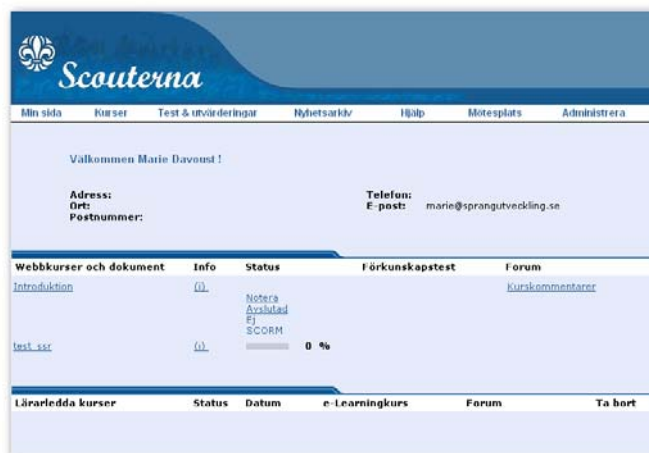 Scouterna
Min sida Kurser Test & utvärderingar Nyhetsarkiv Hjälp Mötesplats Administrera
Välkommen Marie Davoust !
Adress: Telefon:
Ort: E-post: marie@sprangutveckling.se
Postnummer:
Webbkurser och dokument Info Status Förkunskapstest Forum
Introduktion (i) Kurskommentarer
Notera
Avslutad
Ej
SCORM
test_ssr (i) 0 %
Lärarledda kurser Status Datum e-Learningkurs Forum Ta bort